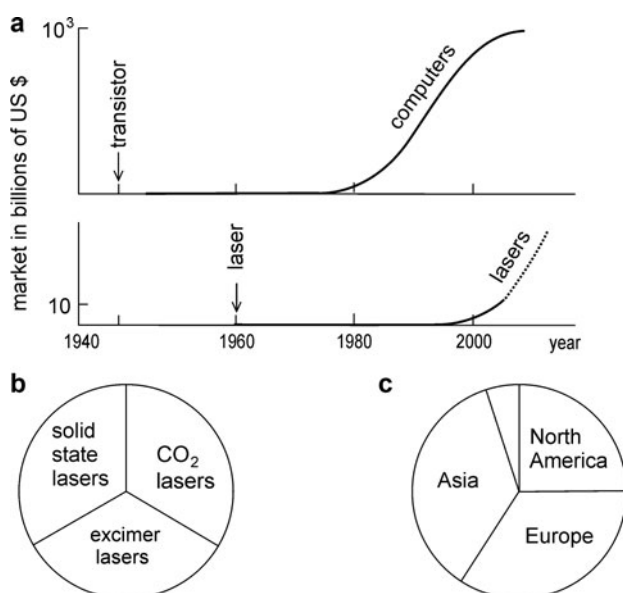 a
market in billions of US $
10³
transistor
computers
laser
lasers
10
1940 1960 1980 2000 year
b
solid
state
lasers
CO₂
lasers
excimer
lasers
c
Asia
North
America
Europe